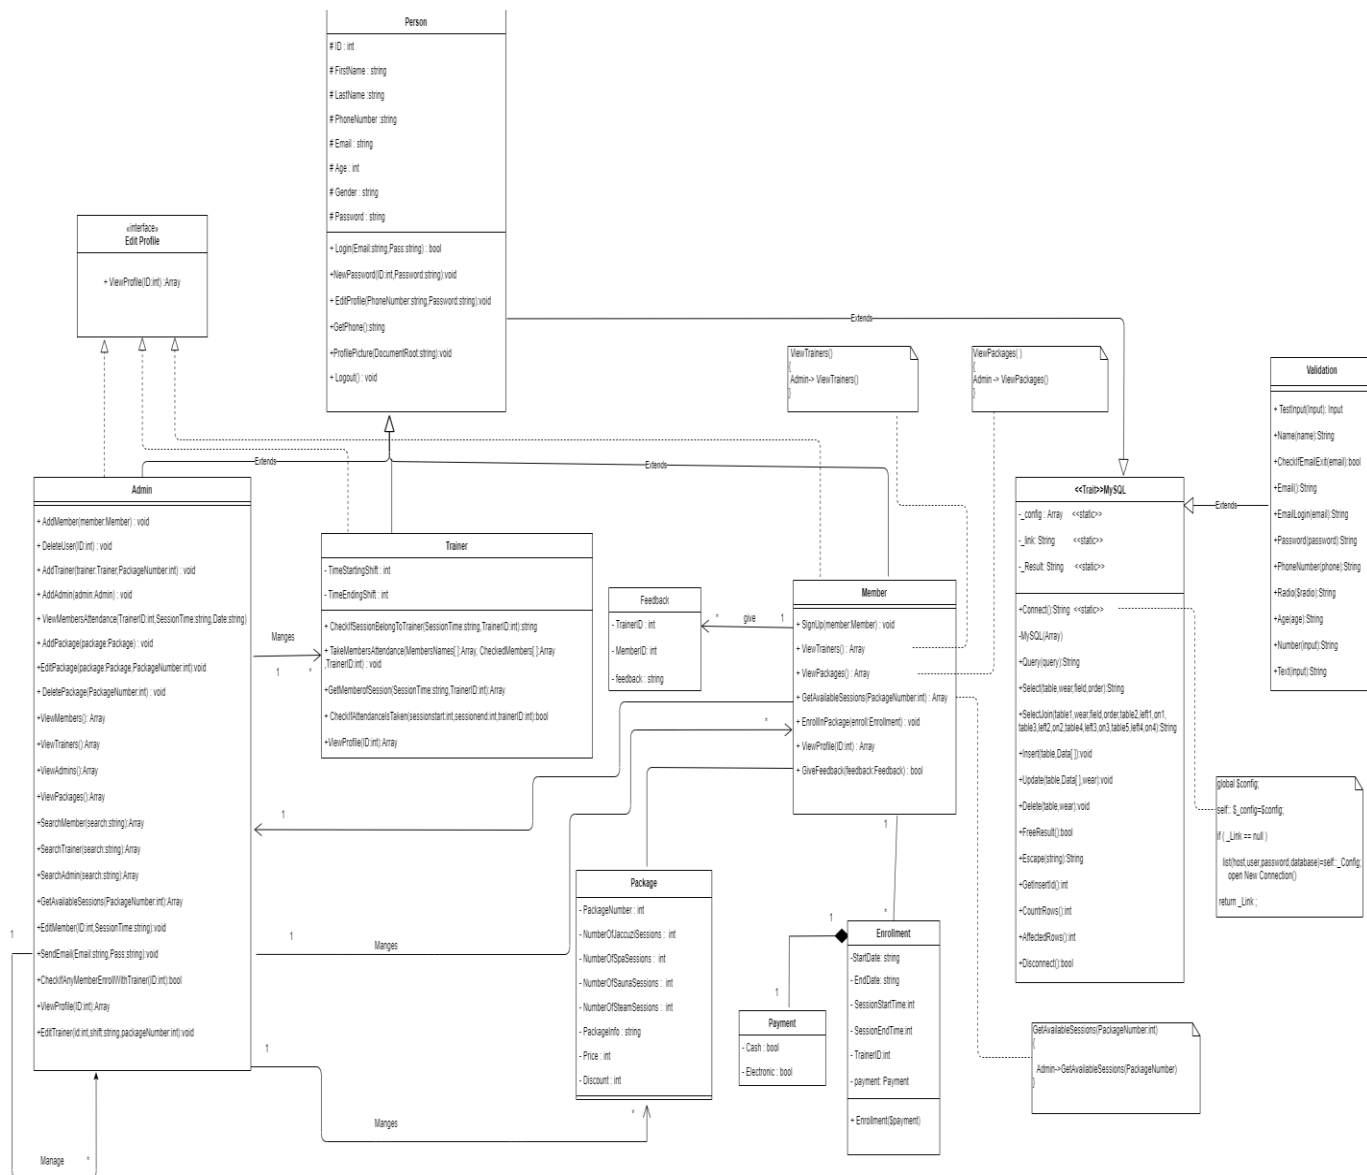 Person
# ID : int
# FirstName : string
# LastName :string
# PhoneNumber :string
# Email : string
# Age : int
# Gender : string
# Password : string
+ Login(Email:string,Pass:string) : bool
+NewPassword(ID:int,Password:string):void
+ EditProfile(PhoneNumber:string,Password:string):void
+GetPhone():string
+ProfilePicture(DocumentRoot:string):void
+ Logout() : void
«interface»
Edit Profile
+ ViewProfile(ID:int) :Array
Extends
ViewTrainers()
{
Admin-> ViewTrainers()
}
ViewPackages( )
{
Admin -> ViewPackages()
}
Validation
+ TestInput(Input): Input
+Name(name):String
+CheckIfEmailExit(email):bool
+Email():String
+EmailLogin(email):String
+Password(password):String
+PhoneNumber(phone):String
+Radio($radio):String
+Age(age):String
+Number(input):String
+Text(input):String
Extends
Extends
Extends
Admin
+ AddMember(member:Member) : void
+ DeleteUser(ID:int) : void
+ AddTrainer(trainer:Trainer,PackageNumber:int) : void
+ AddAdmin(admin:Admin) : void
+ ViewMembersAttendance(TrainerID:int,SessionTime:string,Date:string)
+ AddPackage(package:Package) : void
+EditPackage(package:Package,PackageNumber:int):void
+ DeletePackage(PackageNumber:int) : void
+ViewMembers(): Array
+ViewTrainers():Array
+ViewAdmins():Array
+ViewPackages():Array
+SearchMember(search:string):Array
+SearchTrainer(search:string):Array
+SearchAdmin(search:string):Array
+GetAvailableSessions(PackageNumber:int):Array
+EditMember(ID:int,SessionTime:string):void
+SendEmail(Email:string,Pass:string):void
+CheckIfAnyMemberEnrollWithTrainer(ID:int):bool
+ViewProfile(ID:int):Array
+EditTrainer(id:int,shift:string,packageNumber:int):void
Trainer
- TimeStartingShift : int
- TimeEndingShift : int
+ CheckIfSessionBelongToTrainer(SessionTime:string,TrainerID:int):string
+ TakeMembersAttendance(MembersNames[ ]:Array, CheckedMembers[ ]:Array
,TrainerID:int) : void
+GetMemberofSession(SessionTime:string,TrainerID:int):Array
+ CheckIfAttendanceIsTaken(sessionstart:int,sessionend:int,trainerID:int):bool
+ViewProfile(ID:int):Array
Manges
1
*
Feedback
- TrainerID : int
- MemberID: int
- feedback : string
*
give
1
Member
+ SignUp(member:Member) : void
+ ViewTrainers() : Array
+ ViewPackages() : Array
+ GetAvailableSessions(PackageNumber:int) : Array
+ EnrollInPackage(enroll:Enrollment) : void
+ ViewProfile(ID:int) : Array
+ GiveFeedback(feedback:Feedback) : bool
<<Trait>>MySQL
-_config : Array <<static>>
-_link: String <<static>>
-_Result: String <<static>>
+Connect():String <<static>>
-MySQL(Array)
+Query(query):String
+Select(table,wear,field,order):String
+SelectJoin(table1,wear,field,order,table2,left1,on1,
table3,left2,on2,table4,left3,on3,table5,left4,on4):String
+Insert(table,Data[ ]):void
+Update(table,Data[ ],wear):void
+Delete(table,wear):void
+FreeResult():bool
+Escape(string):String
+GetInsertId():int
+CountrRows():int
+AffectedRows():int
+Disconnect():bool
global $config;
self:: $_config=$config;
if ( _Link == null )
list(host,user,password,database)=self::_Config;
open New Connection()
return _Link ;
*
1
1
Manges
Package
- PackageNumber : int
- NumberOfJaccuziSessions : int
- NumberOfSpaSessions : int
- NumberOfSaunaSessions : int
- NumberOfSteamSessions : int
- PackageInfo : string
- Price : int
- Discount : int
1
*
1
1
Enrollment
-StartDate: string
- EndDate: string
- SessionStartTime:int
- SessionEndTime:int
- TrainerID:int
- payment: Payment
+ Enrollment($payment)
Payment
- Cash : bool
- Electronic : bool
GetAvailableSessions(PackageNumber:int)
{
Admin->GetAvailableSessions(PackageNumber)
}
1
1
*
Manges
Manage
*